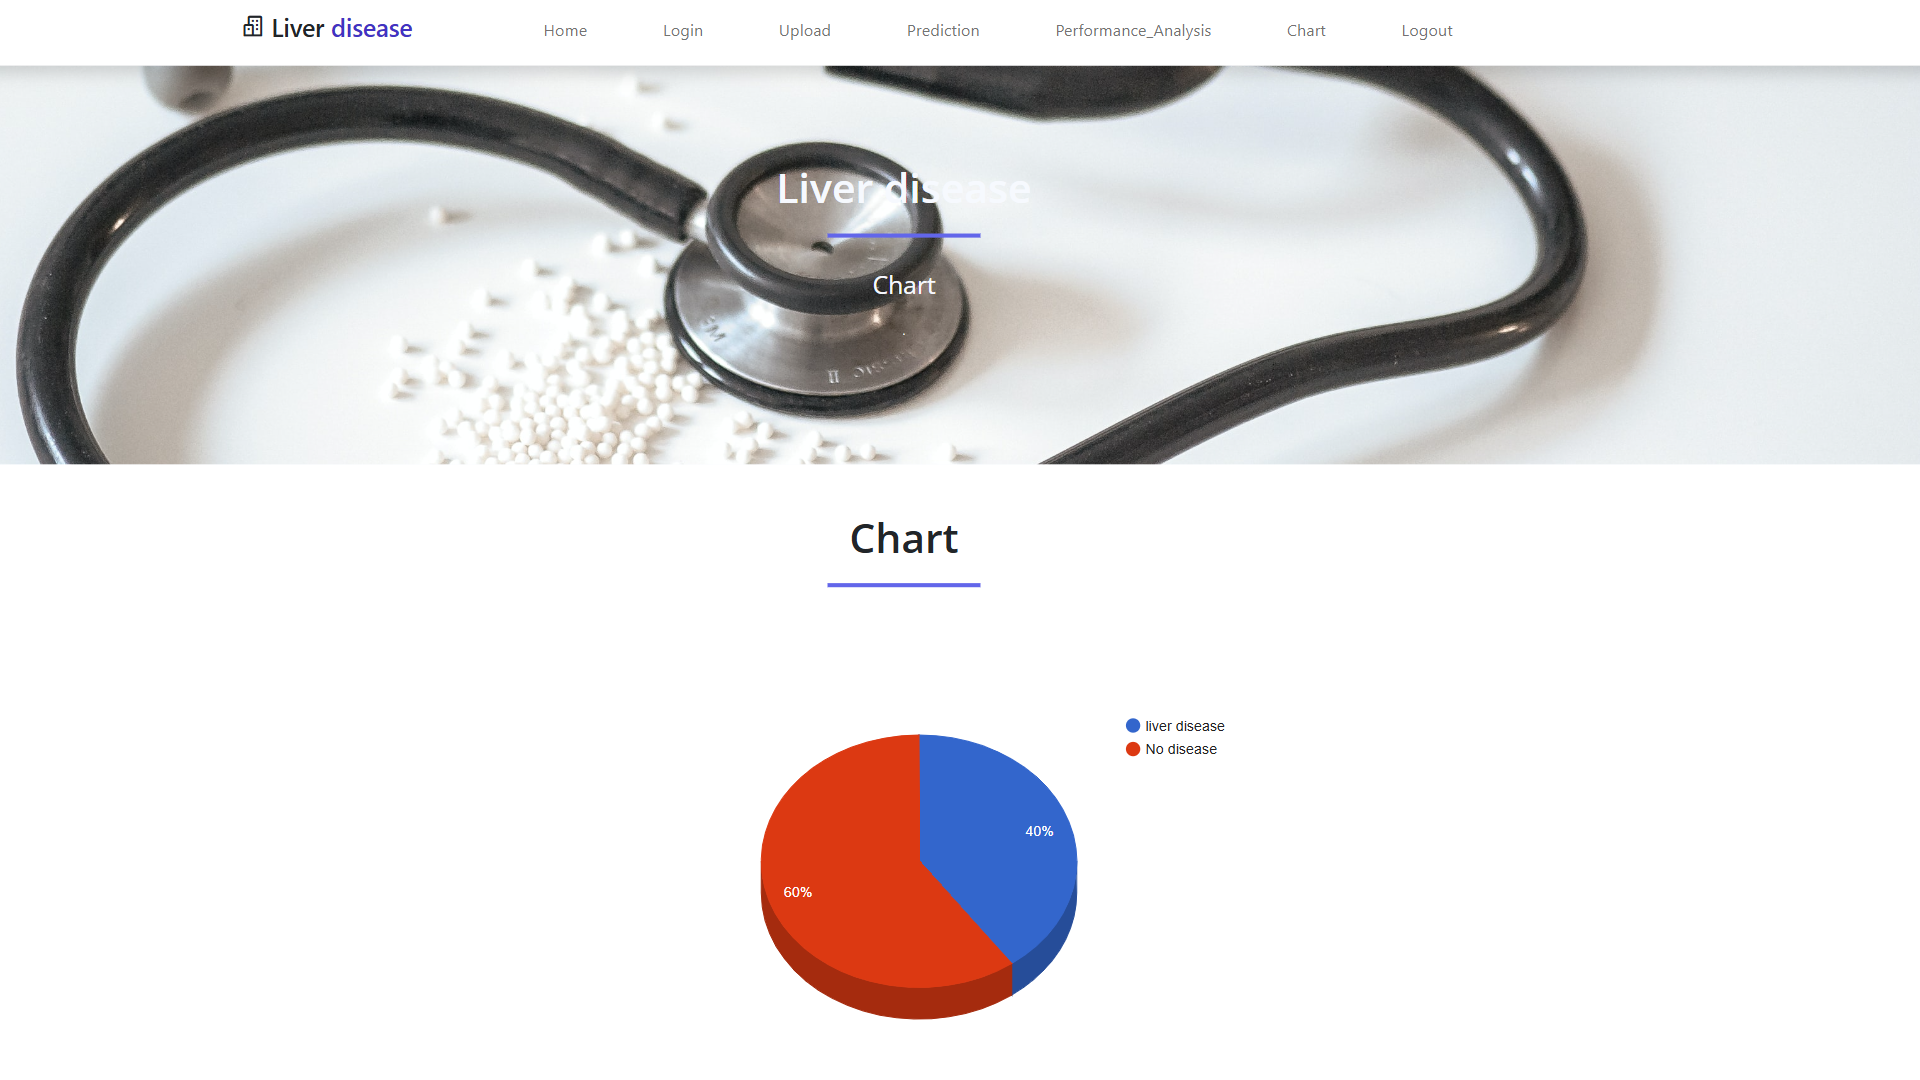 Liver disease
Home Login Upload Prediction Performance_Analysis Chart Logout
Liver disease
Chart
Chart
liver disease
No disease
40%
60%